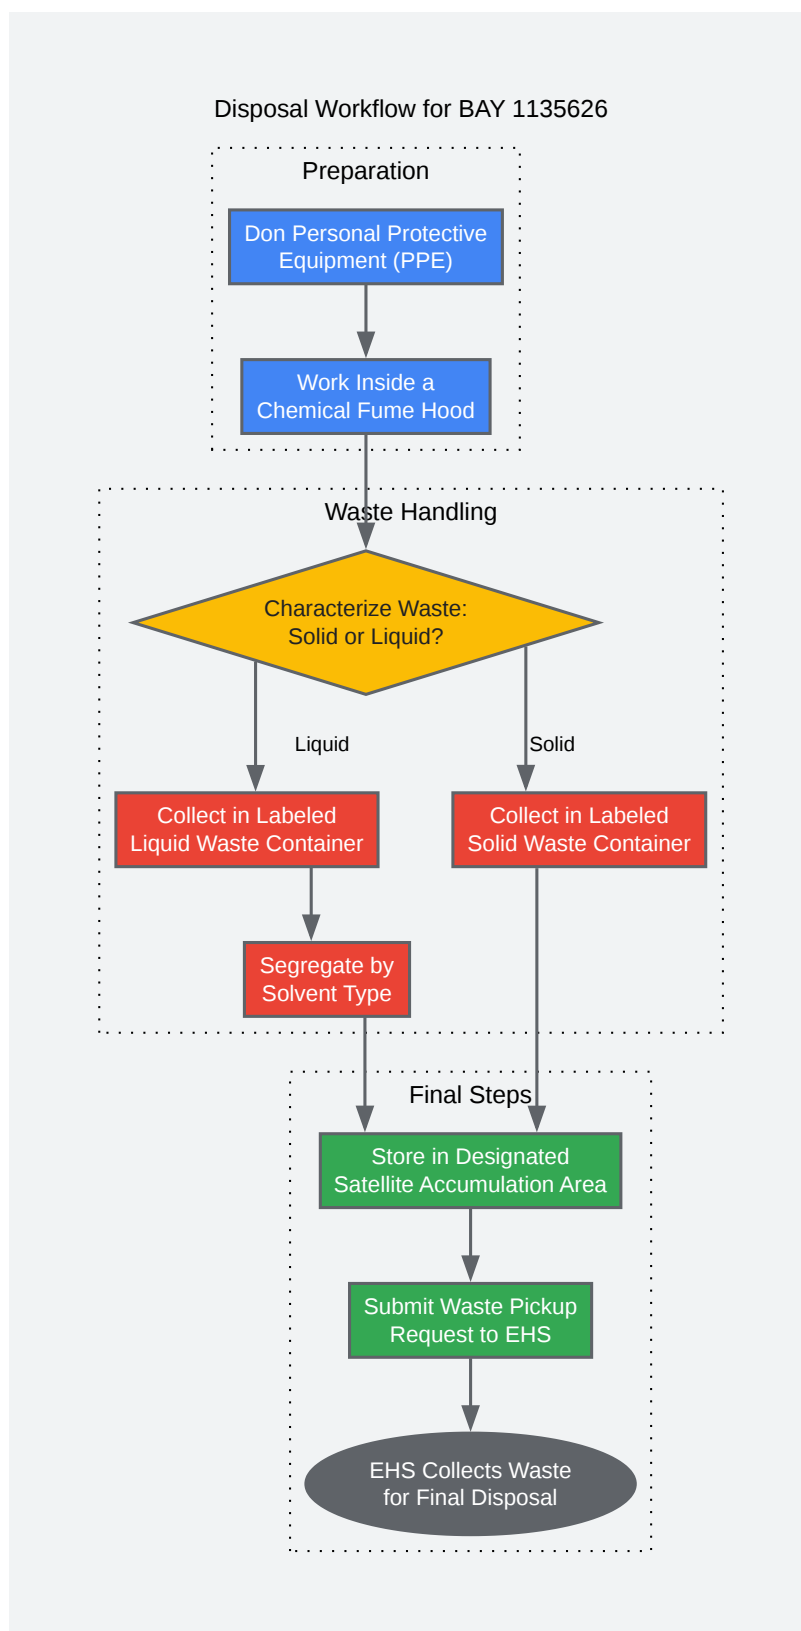 Disposal Workflow for BAY 1135626
Preparation
Don Personal Protective
Equipment (PPE)
Work Inside a
Chemical Fume Hood
Waste Handling
Characterize Waste:
Solid or Liquid?
Liquid
Solid
Collect in Labeled
Liquid Waste Container
Collect in Labeled
Solid Waste Container
Segregate by
Solvent Type
Final Steps
Store in Designated
Satellite Accumulation Area
Submit Waste Pickup
Request to EHS
EHS Collects Waste
for Final Disposal